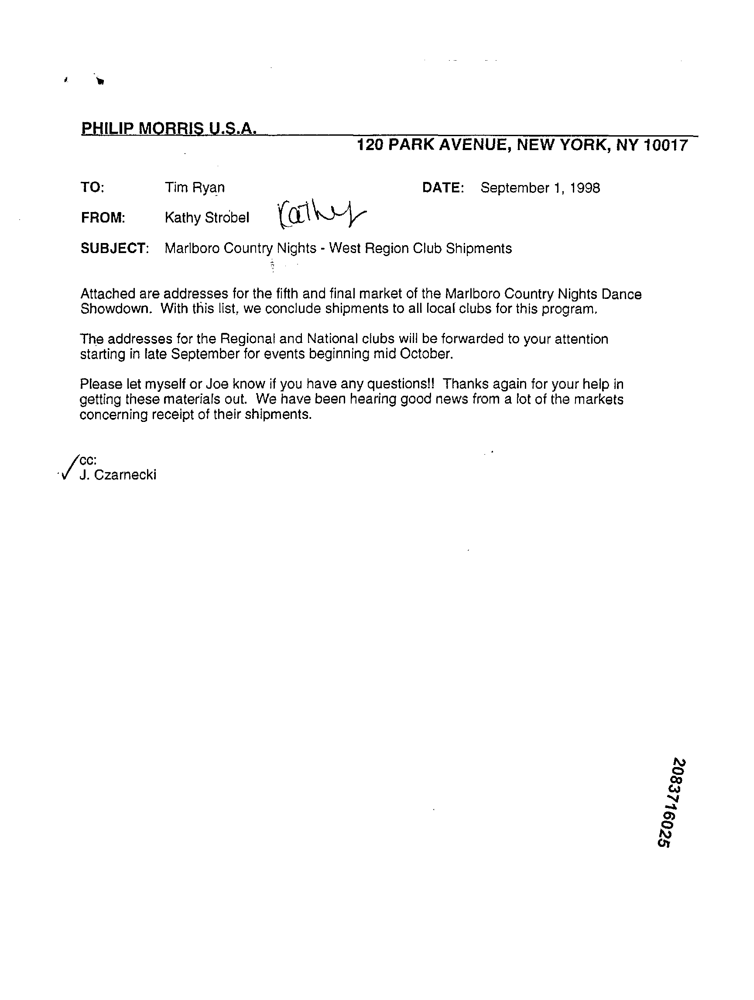 PHILIP MORRIS U.S.A.
120 PARK AVENUE, NEW YORK, NY 10017
TO: Tim Ryan DATE: September 1, 1998
FROM: Kathy Strobel Kathy
SUBJECT: Marlboro Country Nights - West Region Club Shipments
Attached are addresses for the fifth and final market of the Marlboro Country Nights Dance
Showdown. With this list, we conclude shipments to all local clubs for this program.
The addresses for the Regional and National clubs will be forwarded to your attention
starting in late September for events beginning mid October.
Please let myself or Joe know if you have any questions!! Thanks again for your help in
getting these materials out. We have been hearing good news from a lot of the markets
concerning receipt of their shipments.
cc:
J. Czarnecki
2083716025